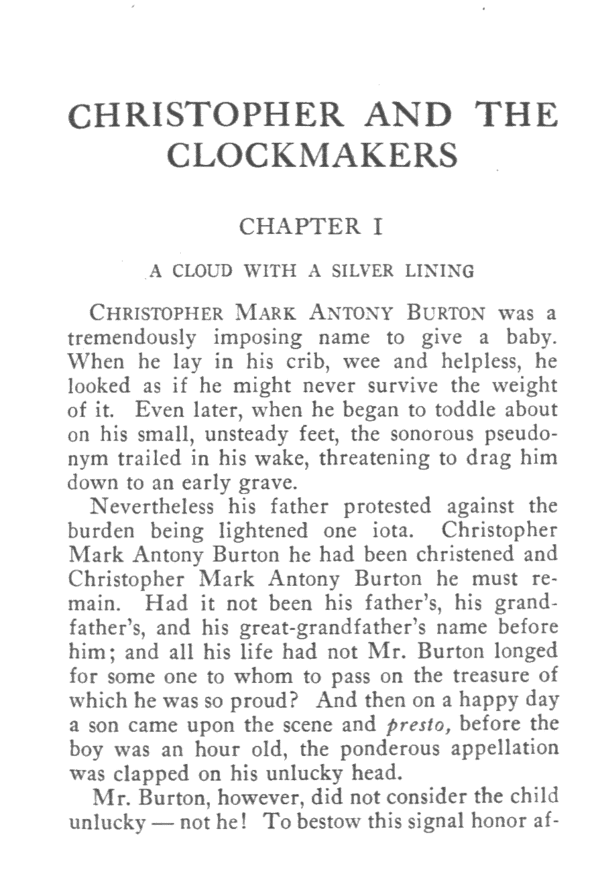 CHRISTOPHER AND THE
CLOCKMAKERS
CHAPTER I
A CLOUD WITH A SILVER LINING
CHRISTOPHER MARK ANTONY BURTON was a
tremendously imposing name to give a baby.
When he lay in his crib, wee and helpless, he
looked as if he might never survive the weight
of it. Even later, when he began to toddle about
on his small, unsteady feet, the sonorous pseudo-
nym trailed in his wake, threatening to drag him
down to an early grave.
Nevertheless his father protested against the
burden being lightened one iota. Christopher
Mark Antony Burton he had been christened and
Christopher Mark Antony Burton he must re-
main. Had it not been his father's, his grand-
father's, and his great-grandfather's name before
him; and all his life had not Mr. Burton longed
for some one to whom to pass on the treasure of
which he was so proud? And then on a happy day
a son came upon the scene and presto, before the
boy was an hour old, the ponderous appellation
was clapped on his unlucky head.
Mr. Burton, however, did not consider the child
unlucky — not he! To bestow this signal honor af-